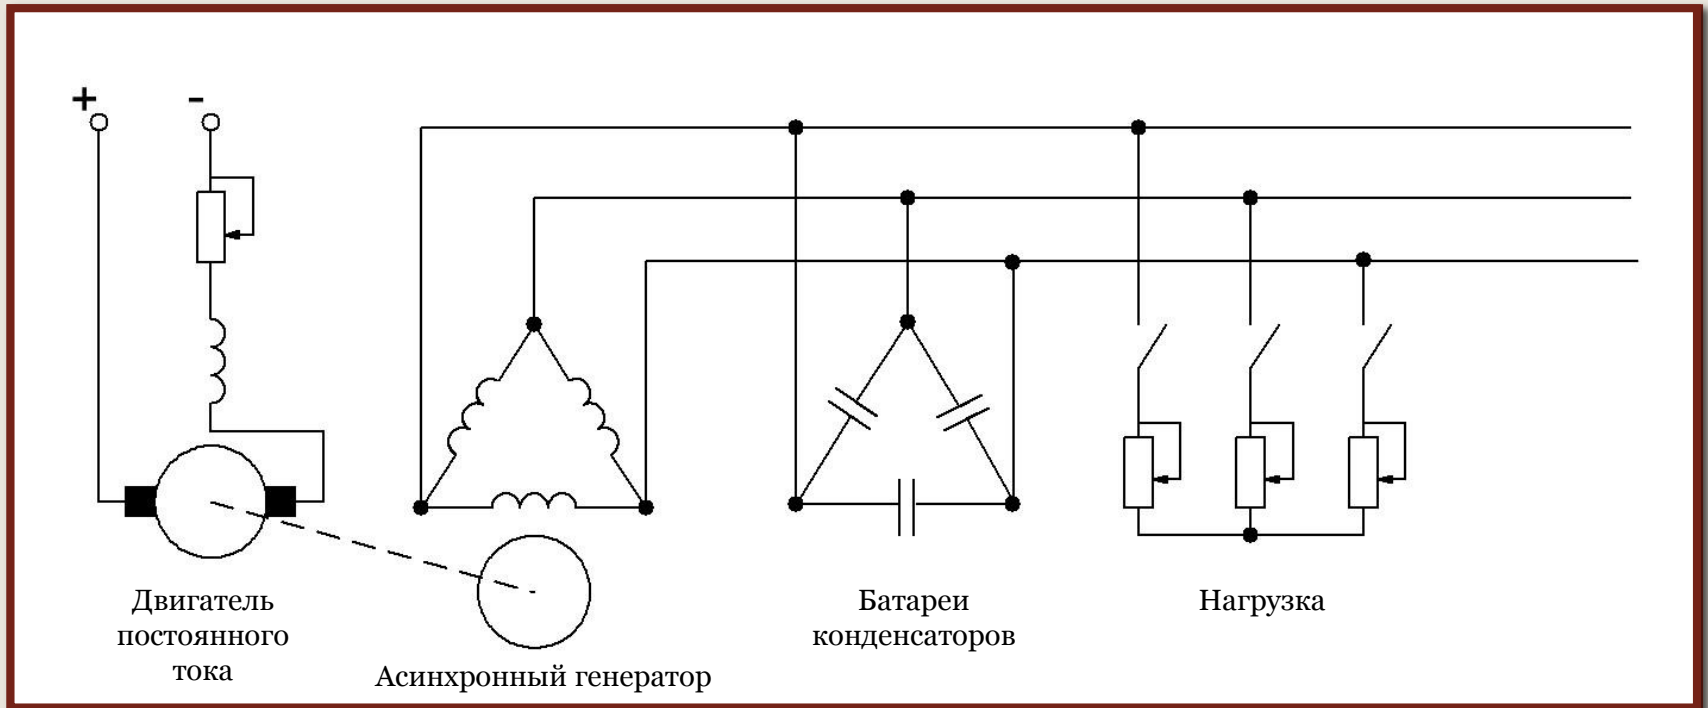 + -
Двигатель
постоянного
тока
Асинхронный генератор
Батареи
конденсаторов
Нагрузка